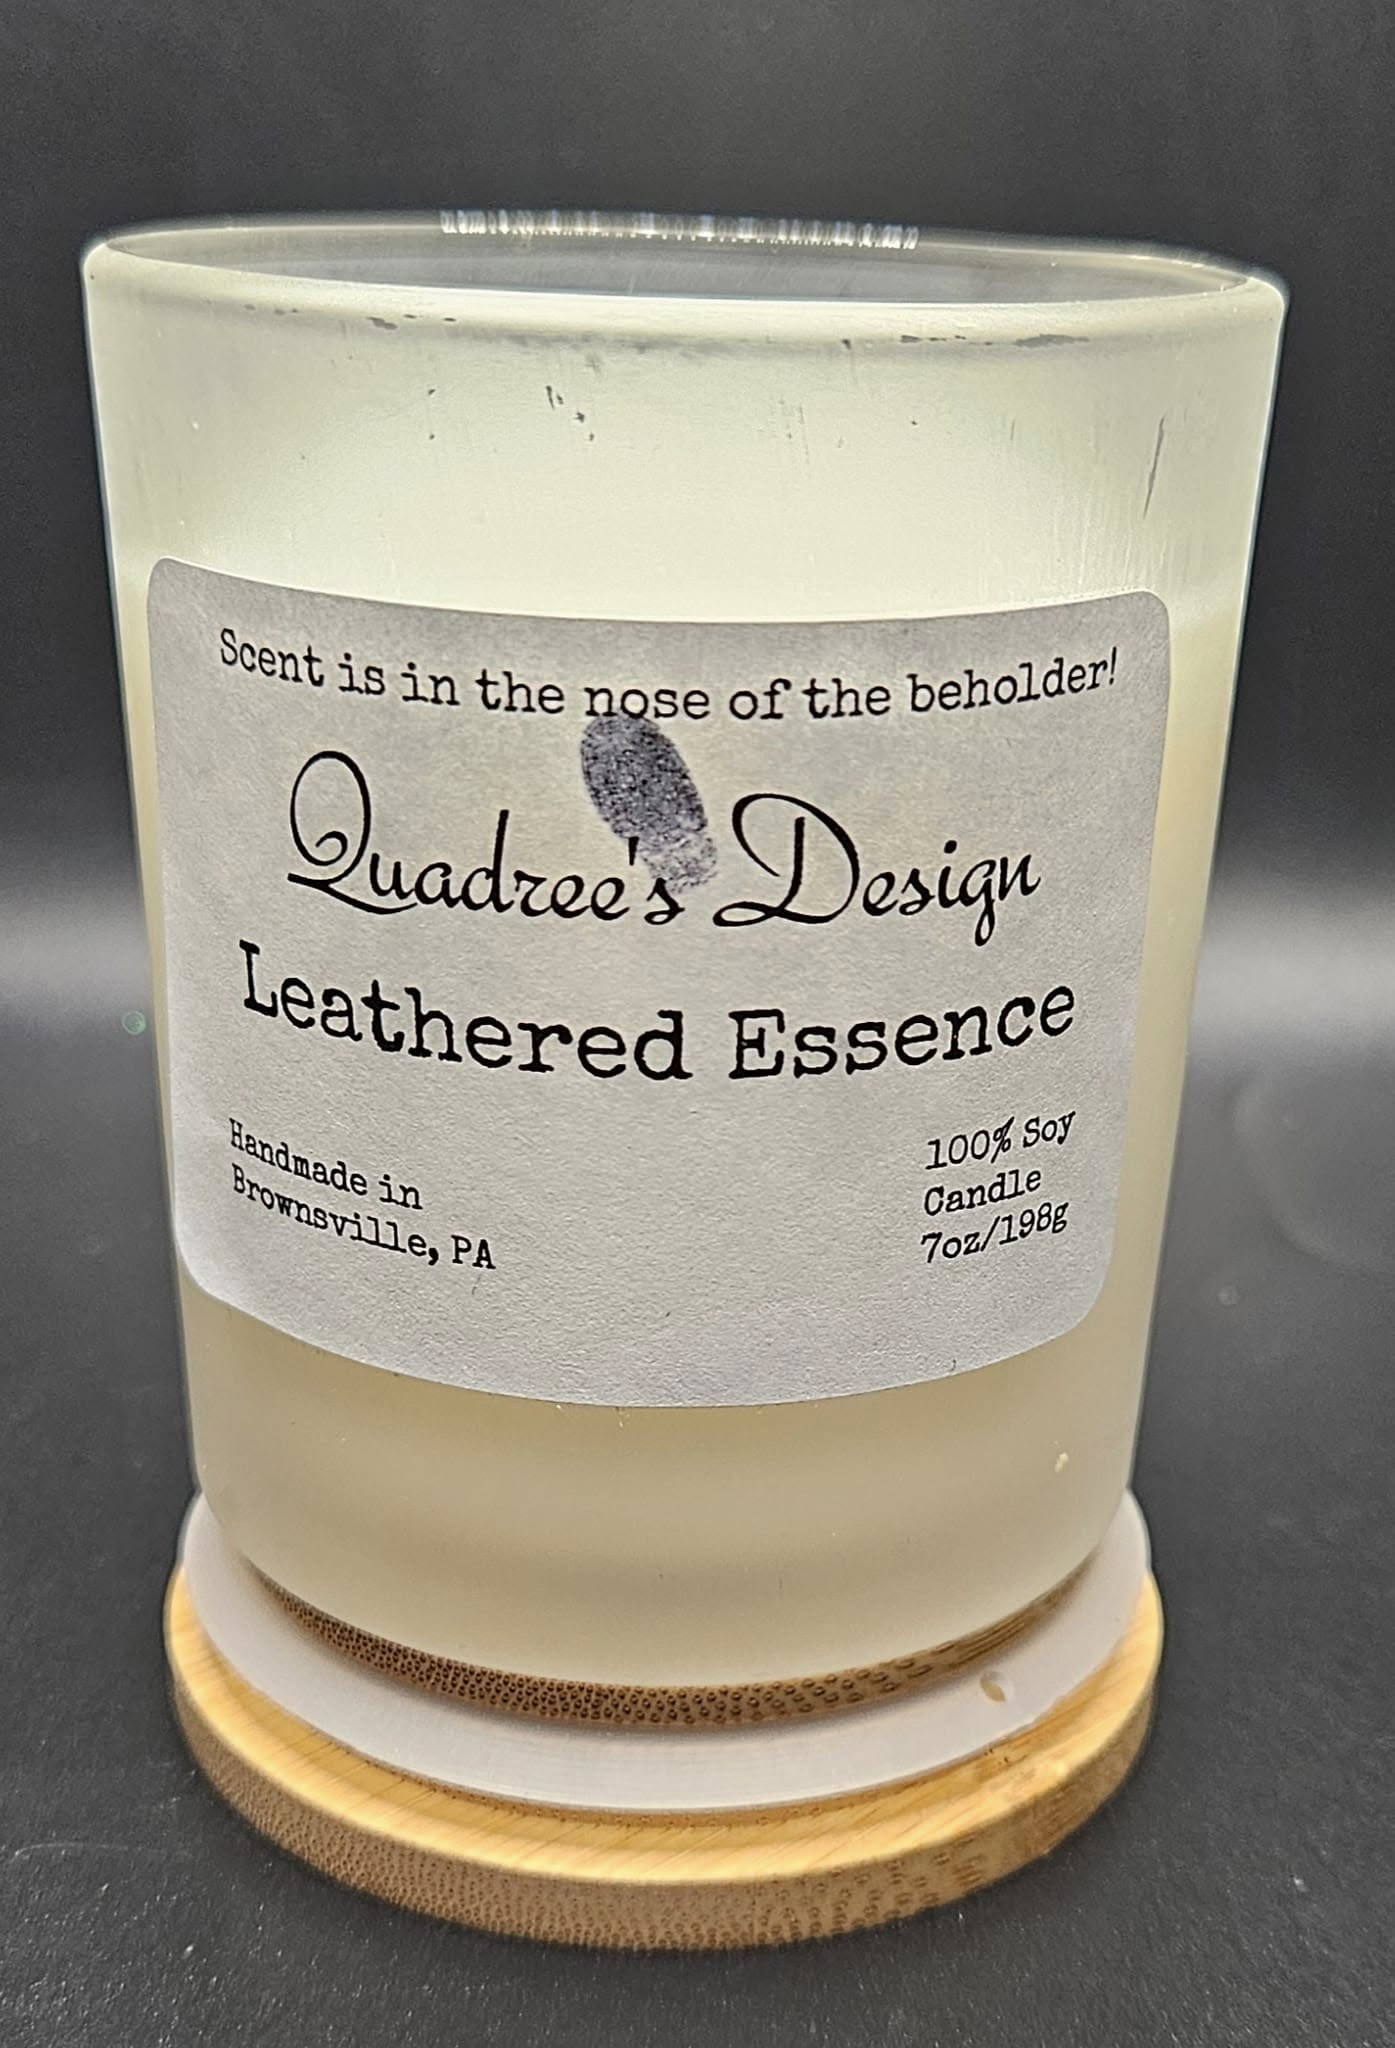 Scent is in the nose of the beholder!
Quadree's Design
Leathered Essence
Handmade in
Brownsville, PA
100% Soy
Candle
7oz/198g